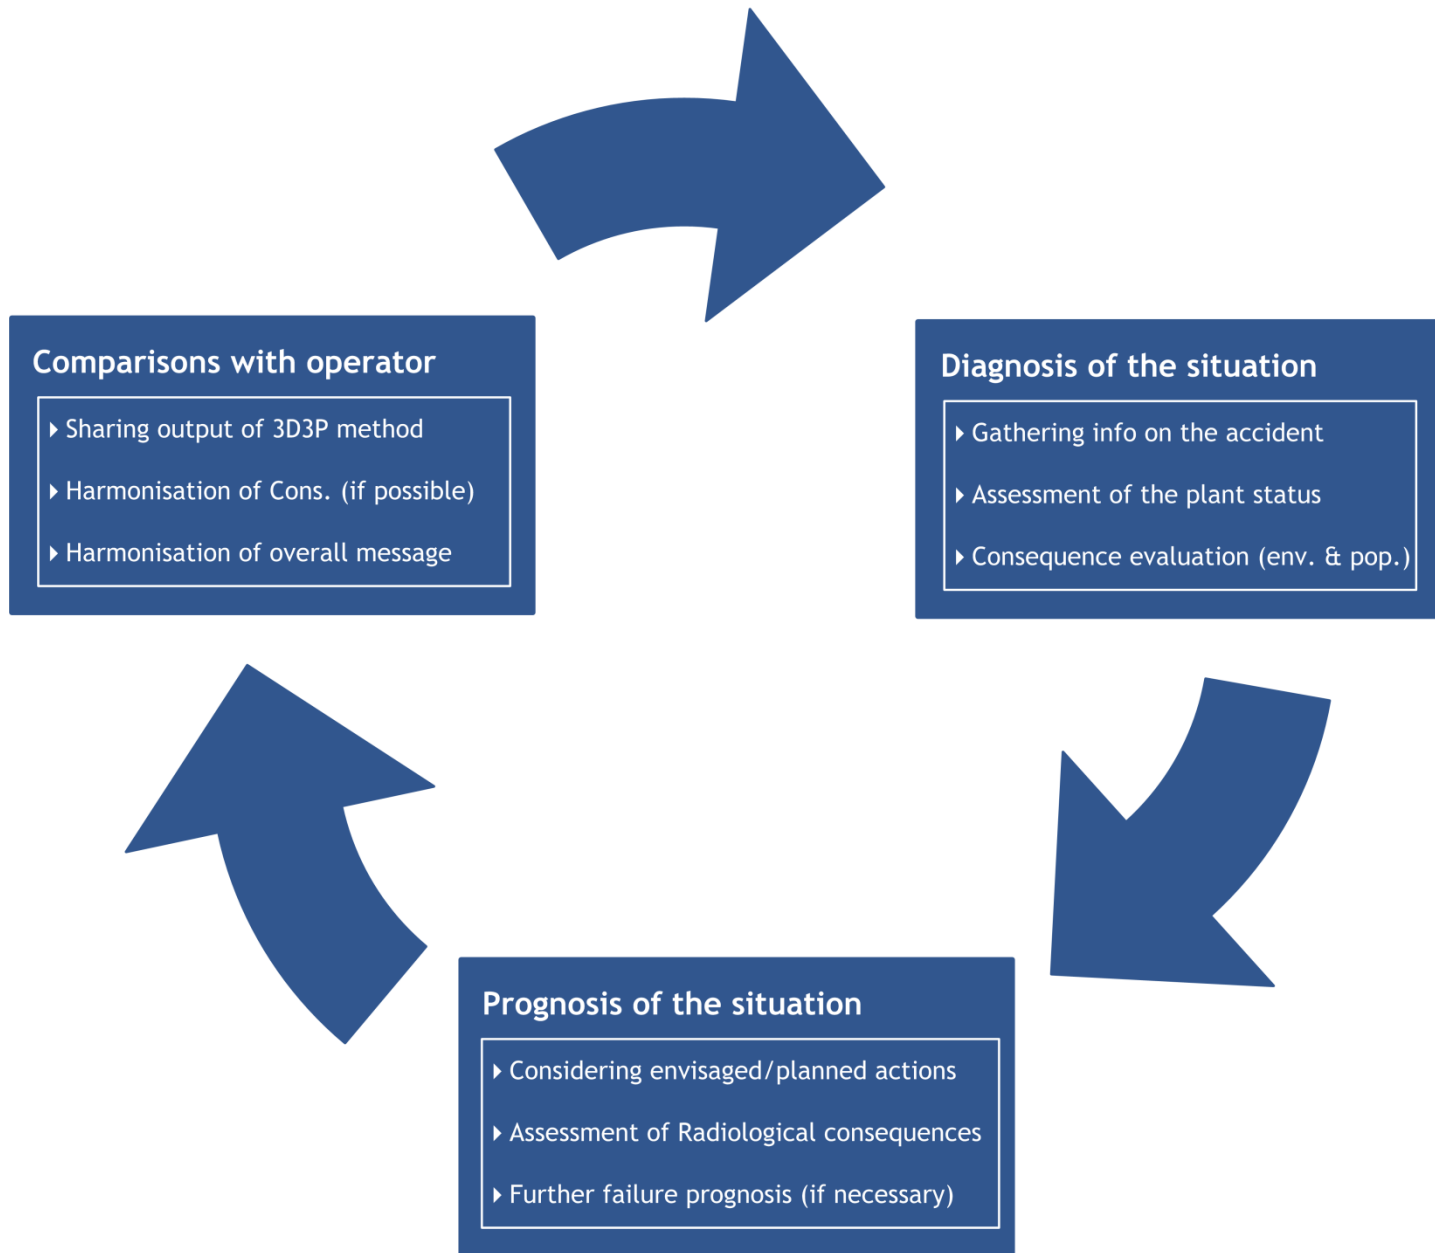 Comparisons with operator
Sharing output of 3D3P method
Harmonisation of Cons. (if possible)
Harmonisation of overall message
Diagnosis of the situation
Gathering info on the accident
Assessment of the plant status
Consequence evaluation (env. & pop.)
Prognosis of the situation
Considering envisaged/planned actions
Assessment of Radiological consequences
Further failure prognosis (if necessary)